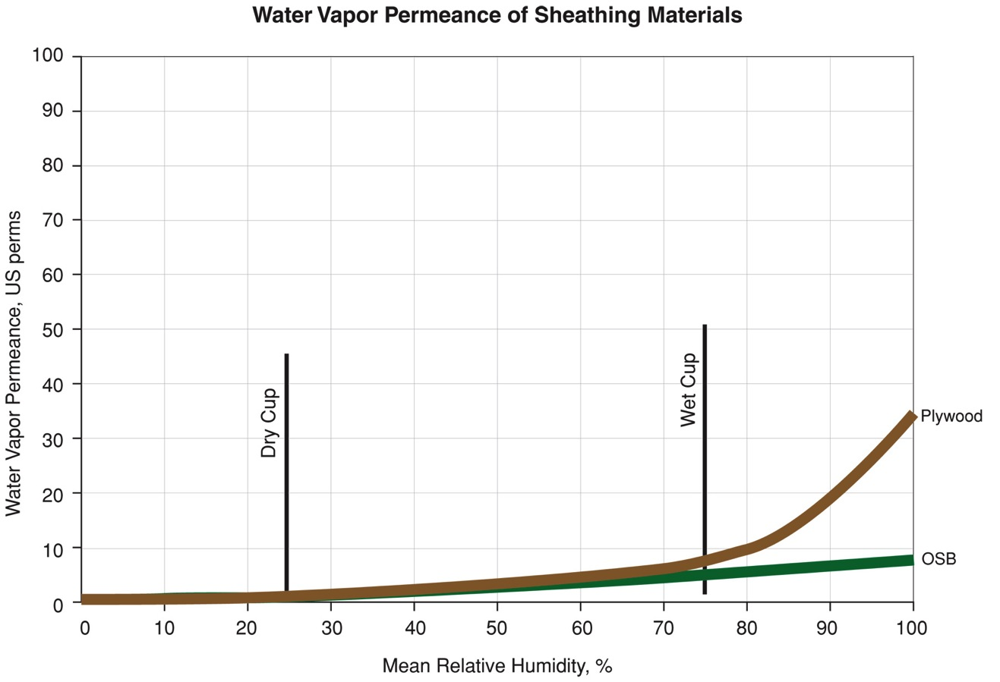 Water Vapor Permeance of Sheathing Materials
Water Vapor Permeance, US perms
100
90
80
70
60
50
40
30
20
10
0
Dry Cup
Wet Cup
Plywood
OSB
0 10 20 30 40 50 60 70 80 90 100
Mean Relative Humidity, %